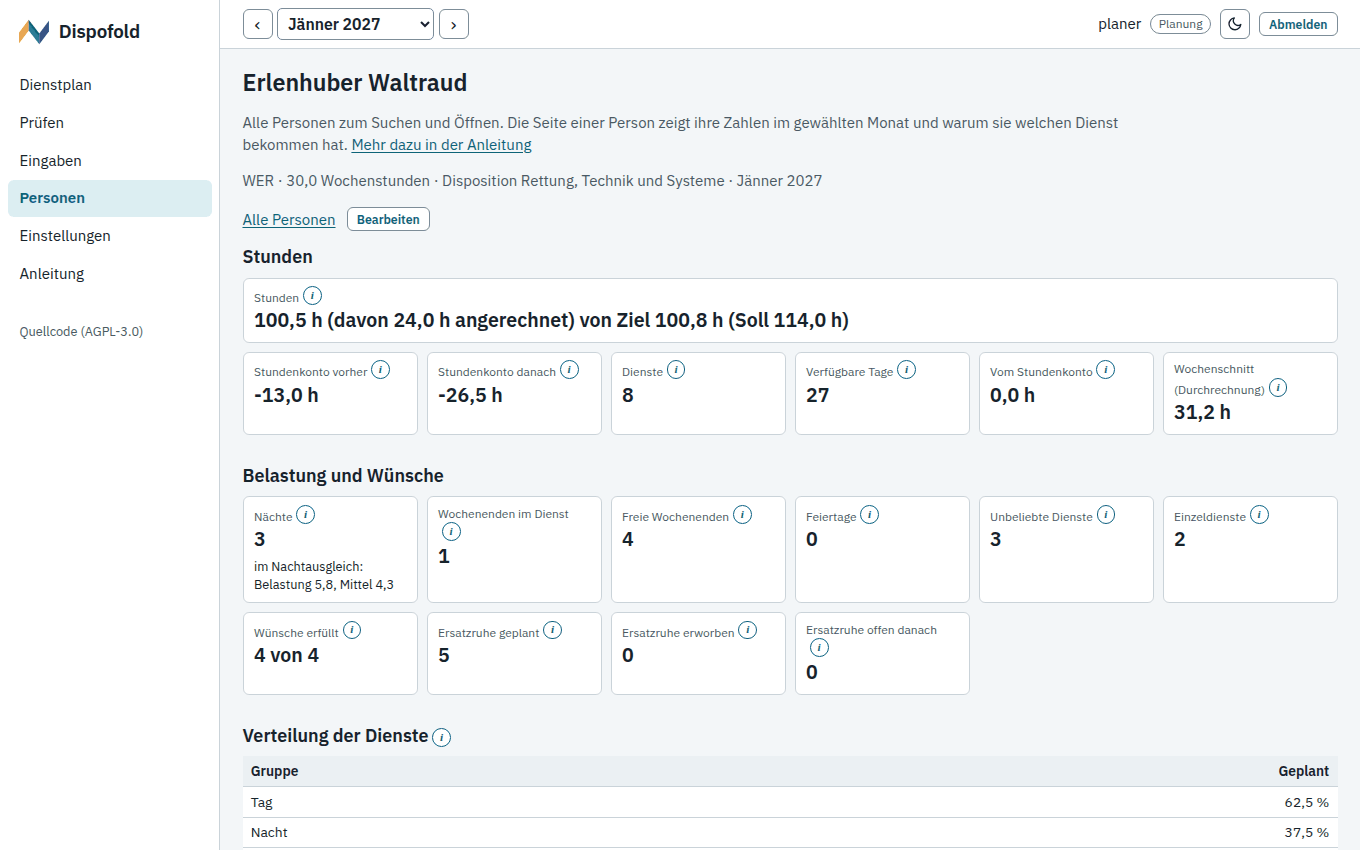 Dispofold
Dienstplan
Prüfen
Eingaben
Personen
Einstellungen
Anleitung
Quellcode (AGPL-3.0)
‹ Jänner 2027 ›
planer Planung Abmelden
Erlenhuber Waltraud
Alle Personen zum Suchen und Öffnen. Die Seite einer Person zeigt ihre Zahlen im gewählten Monat und warum sie welchen Dienst
bekommen hat. Mehr dazu in der Anleitung
WER · 30,0 Wochenstunden · Disposition Rettung, Technik und Systeme · Jänner 2027
Alle Personen Bearbeiten
Stunden
Stunden i
100,5 h (davon 24,0 h angerechnet) von Ziel 100,8 h (Soll 114,0 h)
Stundenkonto vorher i
-13,0 h
Stundenkonto danach i
-26,5 h
Dienste i
8
Verfügbare Tage i
27
Vom Stundenkonto i
0,0 h
Wochenschnitt
(Durchrechnung) i
31,2 h
Belastung und Wünsche
Nächte i
3
im Nachtausgleich:
Belastung 5,8, Mittel 4,3
Wochenenden im Dienst
i
1
Freie Wochenenden i
4
Feiertage i
0
Unbeliebte Dienste i
3
Einzeldienste i
2
Wünsche erfüllt i
4 von 4
Ersatzruhe geplant i
5
Ersatzruhe erworben i
0
Ersatzruhe offen danach
i
0
Verteilung der Dienste i
Gruppe Geplant
Tag 62,5 %
Nacht 37,5 %